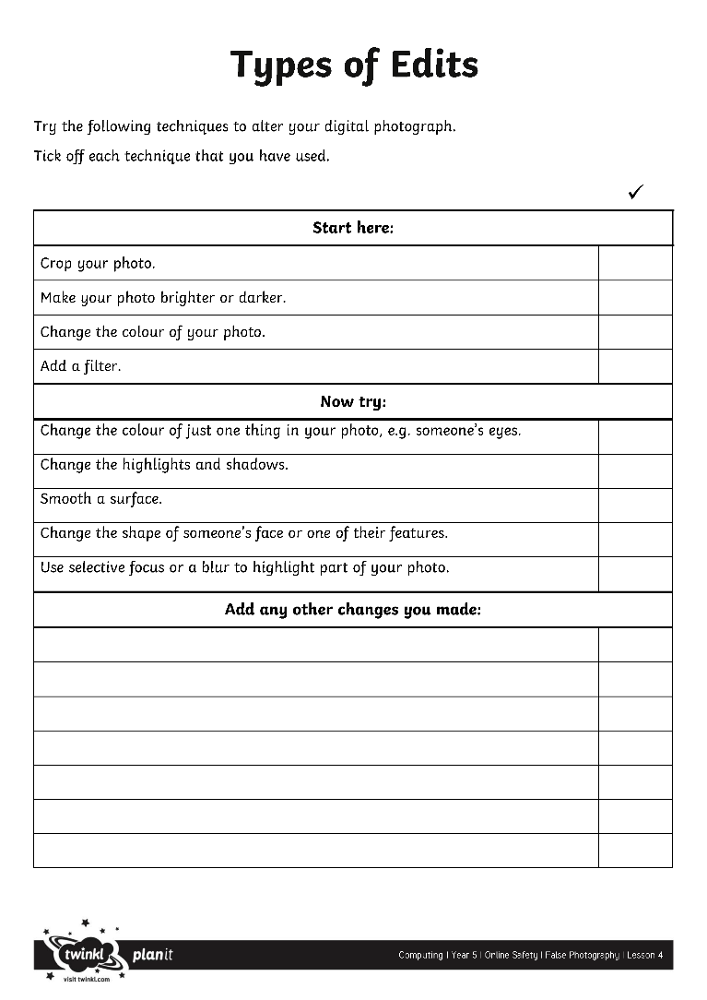 Types of Edits
Try the following techniques to alter your digital photograph.
Tick off each technique that you have used.
✓
Start here:
Crop your photo.
Make your photo brighter or darker.
Change the colour of your photo.
Add a filter.
Now try:
Change the colour of just one thing in your photo, e.g. someone's eyes.
Change the highlights and shadows.
Smooth a surface.
Change the shape of someone's face or one of their features.
Use selective focus or a blur to highlight part of your photo.
Add any other changes you made:
twinkl planit
Computing | Year 5 | Online Safety | False Photography | Lesson 4
visit twinkl.com